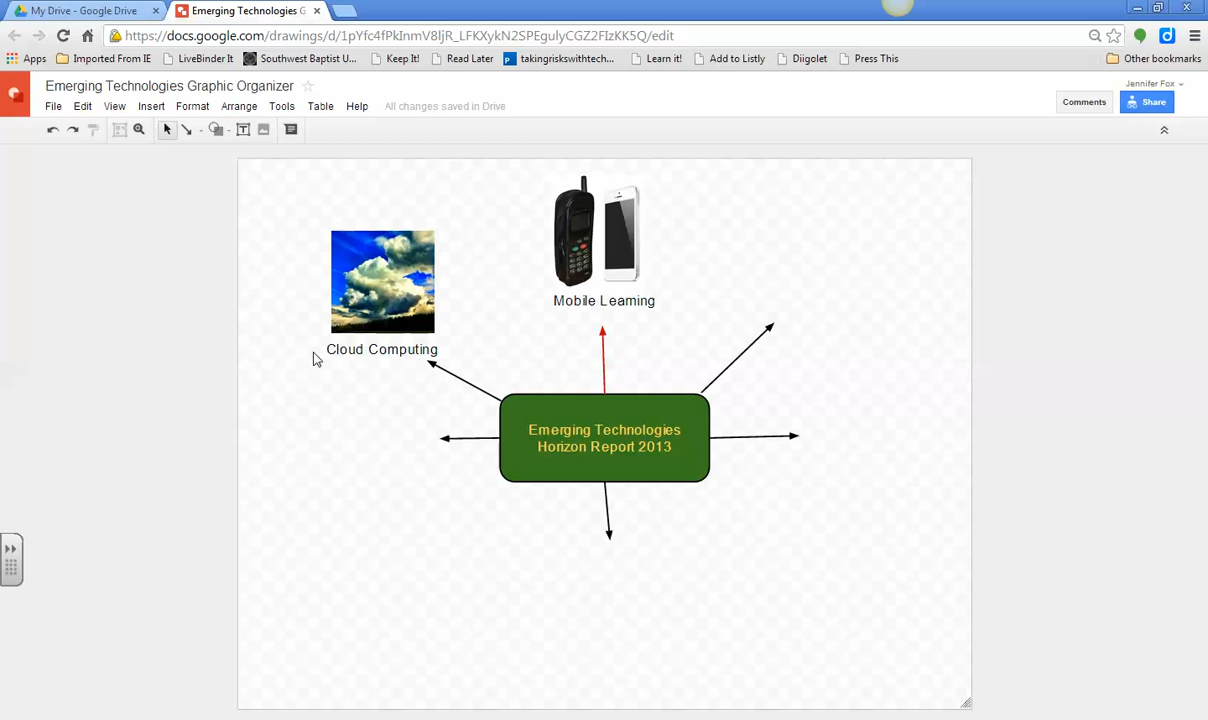 My Drive - Google Drive
Emerging Technologies G
https://docs.google.com/drawings/d/1pYfc4fPkInmV8ljR_LFKXykN2SPEgulyCGZ2FIzKK5Q/edit
Apps Imported From IE LiveBinder It Southwest Baptist U... Keep It! Read Later takingriskswithtech... Learn it! Add to Listly Diigolet Press This Other bookmarks
Emerging Technologies Graphic Organizer
Jennifer Fox
File Edit View Insert Format Arrange Tools Table Help All changes saved in Drive
Comments
Share
Mobile Learning
Cloud Computing
Emerging Technologies
Horizon Report 2013